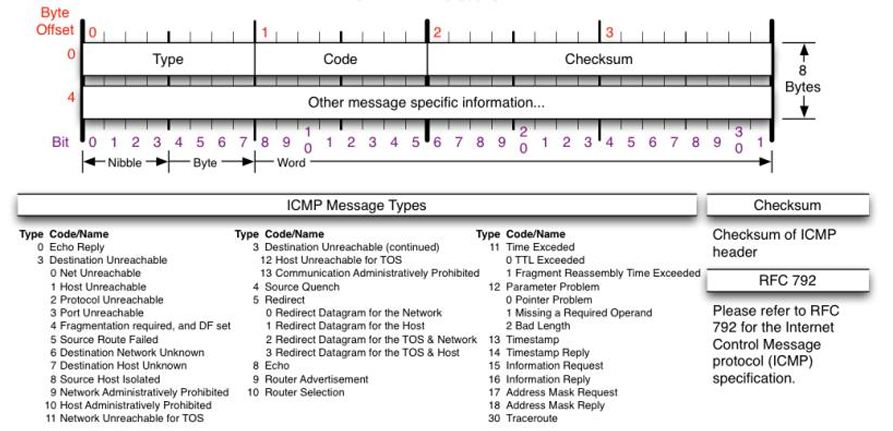 Byte
Offset 0 1 2 3
0 Type Code Checksum
8
Bytes
4 Other message specific information...
Bit 0 1 2 3 4 5 6 7 8 9 10 1 2 3 4 5 6 7 8 9 20 1 2 3 4 5 6 7 8 9 30 1
Nibble Byte Word
ICMP Message Types
Type Code/Name
0 Echo Reply
3 Destination Unreachable
0 Net Unreachable
1 Host Unreachable
2 Protocol Unreachable
3 Port Unreachable
4 Fragmentation required, and DF set
5 Source Route Failed
6 Destination Network Unknown
7 Destination Host Unknown
8 Source Host Isolated
9 Network Administratively Prohibited
10 Host Administratively Prohibited
11 Network Unreachable for TOS
Type Code/Name
3 Destination Unreachable (continued)
12 Host Unreachable for TOS
13 Communication Administratively Prohibited
4 Source Quench
5 Redirect
0 Redirect Datagram for the Network
1 Redirect Datagram for the Host
2 Redirect Datagram for the TOS & Network
3 Redirect Datagram for the TOS & Host
8 Echo
9 Router Advertisement
10 Router Selection
Type Code/Name
11 Time Exceded
0 TTL Exceeded
1 Fragment Reassembly Time Exceeded
12 Parameter Problem
0 Pointer Problem
1 Missing a Required Operand
2 Bad Length
13 Timestamp
14 Timestamp Reply
15 Information Request
16 Information Reply
17 Address Mask Request
18 Address Mask Reply
30 Traceroute
Checksum
Checksum of ICMP
header
RFC 792
Please refer to RFC
792 for the Internet
Control Message
protocol (ICMP)
specification.